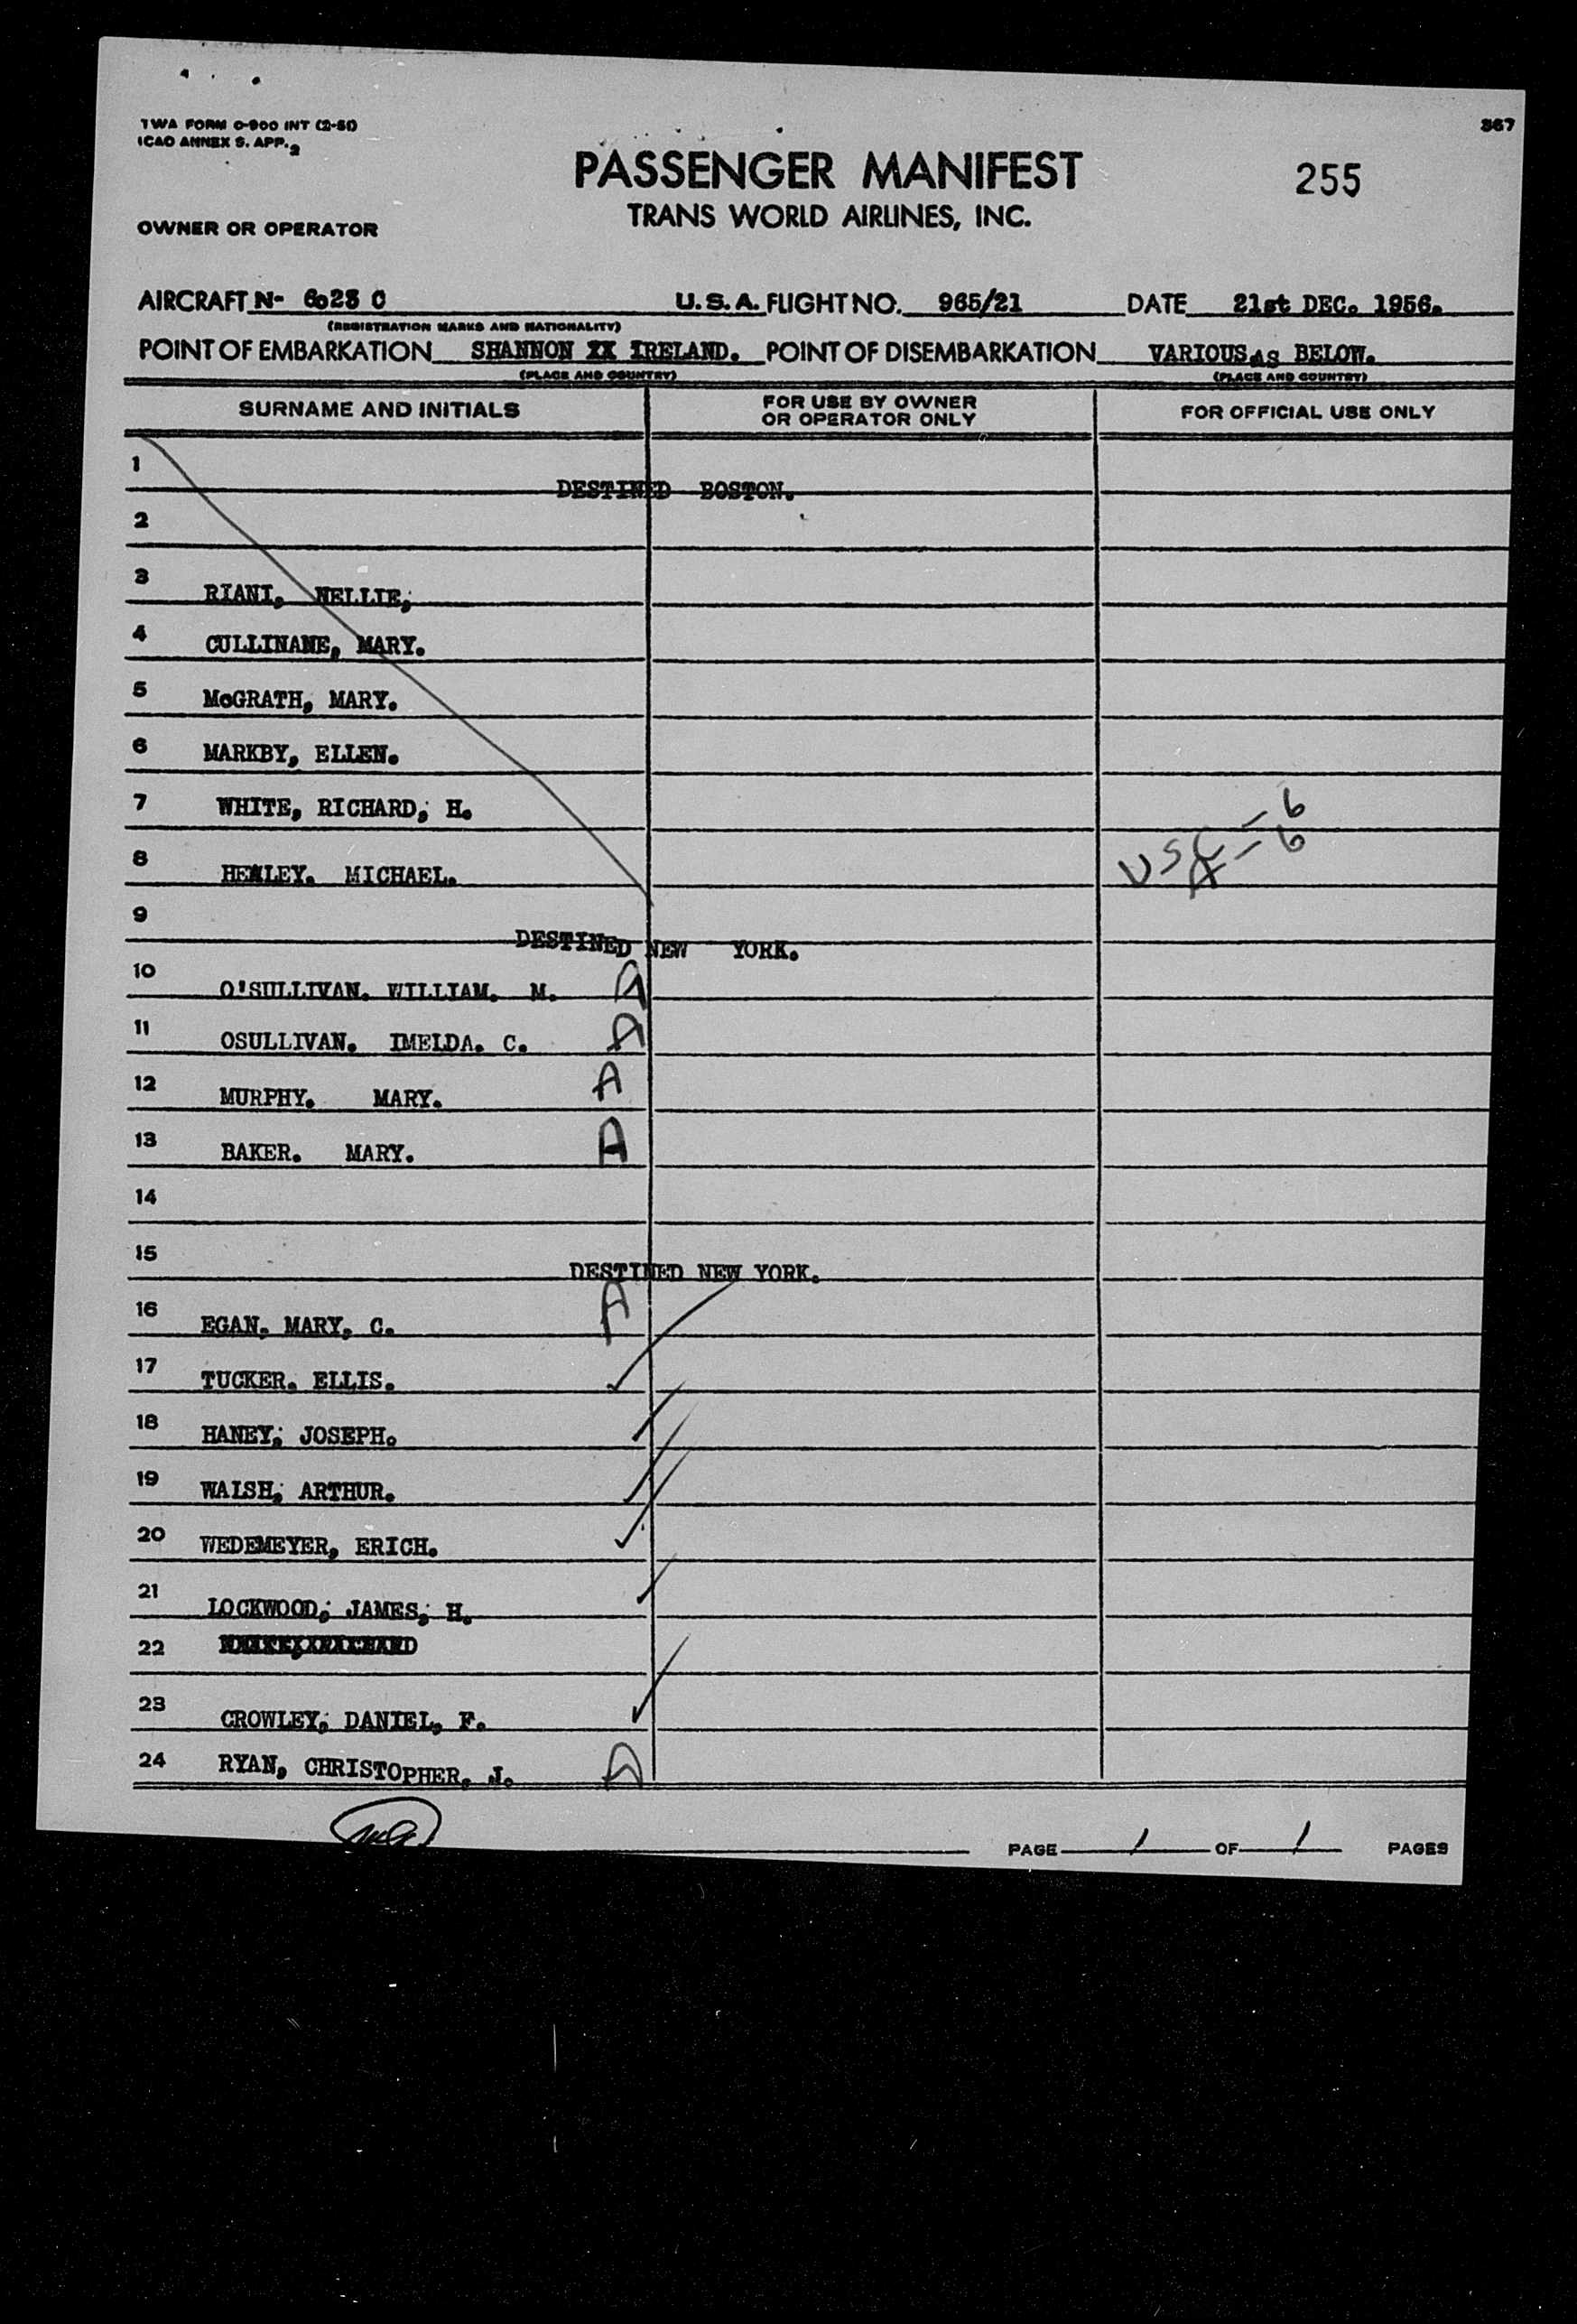 TWA FORM O-900 INT (2-51)
ICAO ANNEX 9. APP. 2
367
PASSENGER MANIFEST
255
TRANS WORLD AIRLINES, INC.
OWNER OR OPERATOR
AIRCRAFT N- 6023 C U.S.A. FLIGHT NO. 965/21 DATE 21st DEC. 1956.
(REGISTRATION MARKS AND NATIONALITY)
POINT OF EMBARKATION SHANNON XX IRELAND. POINT OF DISEMBARKATION VARIOUS AS BELOW.
(PLACE AND COUNTRY) (PLACE AND COUNTRY)
SURNAME AND INITIALS FOR USE BY OWNER OR OPERATOR ONLY FOR OFFICIAL USE ONLY
1 DESTINED BOSTON.
2
3 RIANI, NELLIE,
4 CULLINANE, MARY.
5 McGRATH, MARY.
6 MARKBY, ELLEN.
7 WHITE, RICHARD, H.
USC - 6
A - 6
8 HEALEY. MICHAEL.
9 DESTINED NEW YORK.
10 O'SULLIVAN. WILLIAM. M. A
11 OSULLIVAN. IMELDA. C. A
12 MURPHY. MARY. A
13 BAKER. MARY. A
14
15 DESTINED NEW YORK.
16 EGAN. MARY, C. A
17 TUCKER. ELLIS. ✓
18 HANEY, JOSEPH. ✓
19 WALSH, ARTHUR. ✓
20 WEDEMEYER, ERICH. ✓
21 LOCKWOOD, JAMES, H. ✓
22
23 CROWLEY, DANIEL, F. ✓
24 RYAN, CHRISTOPHER, J. A
PAGE 1 OF 1 PAGES